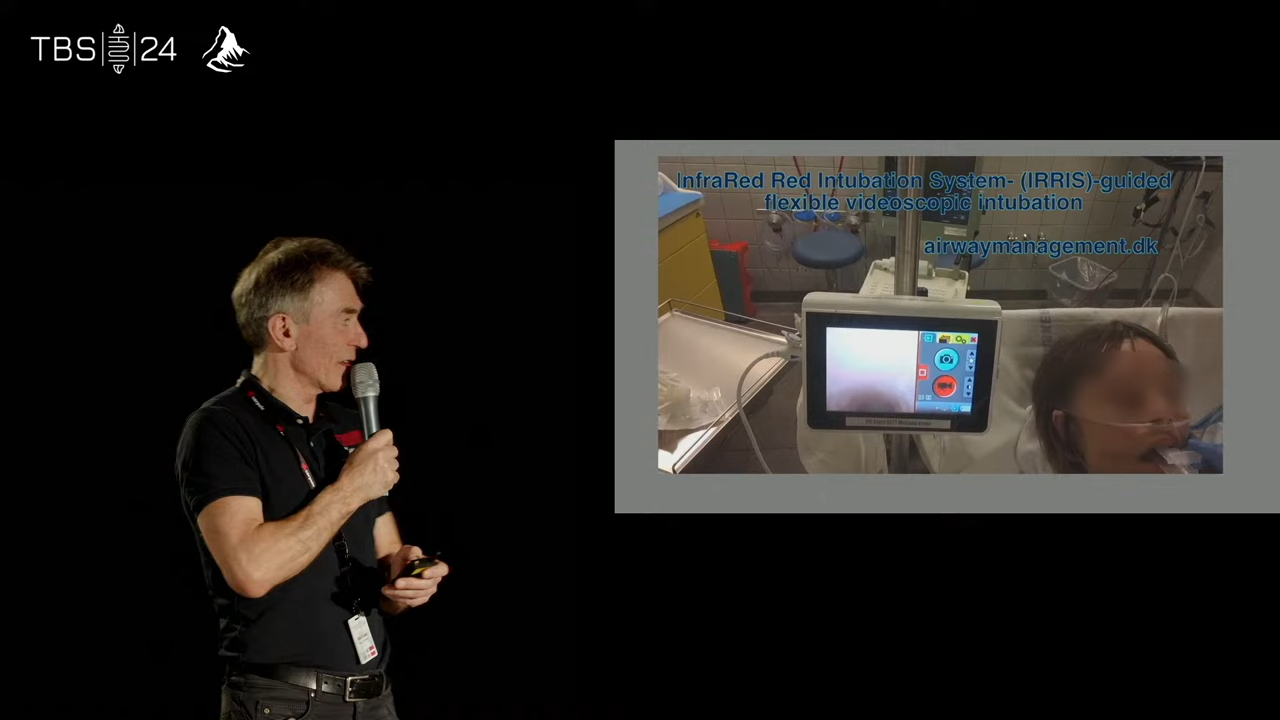 TBS 24
InfraRed Red Intubation System- (IRRIS)-guided
flexible videoscopic intubation
airwaymanagement.dk